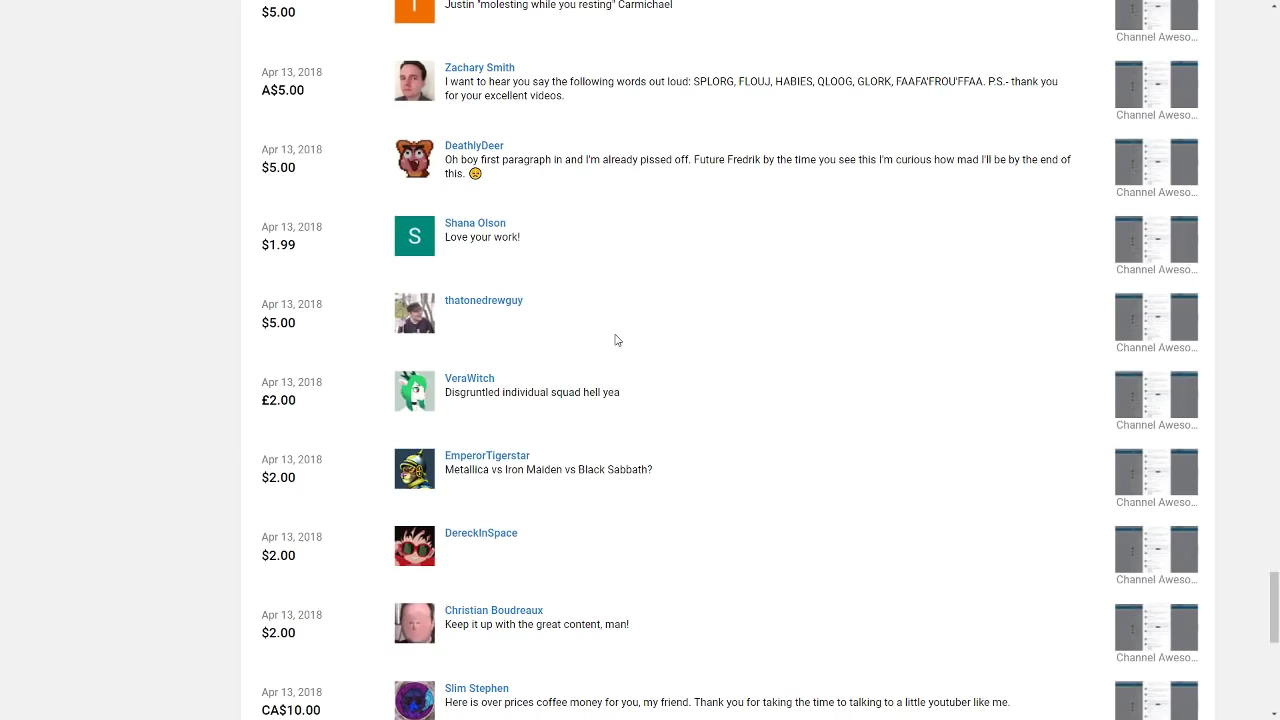 $5.00
Justin "molesting while you resting" Carmichael
Channel Aweso...
Apr 13, 2018
A$5.00
Zachary Smith
I want to hear you say the following words out loud: SPLORG, FLOUJ, HABIES, QLOOG, GLOB, FAAFA'FROU'FFAA. P.S.- thank you
for your excellent videos.
Channel Aweso...
Apr 13, 2018
$5.00
DeathlyDeer
Oh boy first paragraph in and I'm already pissed off. Future Fredrik by the time you see this I'm curious how mad I'll be by the end of
this. 😣
Channel Aweso...
Apr 13, 2018
$1.99
S
Shana Olson
Love your work!
Channel Aweso...
Apr 13, 2018
$5.00
thatonedrewguy
Channel Aweso...
Apr 13, 2018
£2.00
VeraWitch
Disgruntled individual squad hell yea
Channel Aweso...
Apr 13, 2018
$2.00
EmperorTigerstar
Metallica vs Iron Maiden vs Black Sabbath?
Channel Aweso...
Apr 13, 2018
$2.00
DereckInSpace
Channel Aweso...
Apr 13, 2018
$2.00
Christian Boudreaux
Keep it up with the great content, man!
Channel Aweso...
Apr 13, 2018
CA$10.00
Slim Stephen
Here is over priced coffee money for you, my friend. Thank you for taking the time to talking to a little youtuber like me.